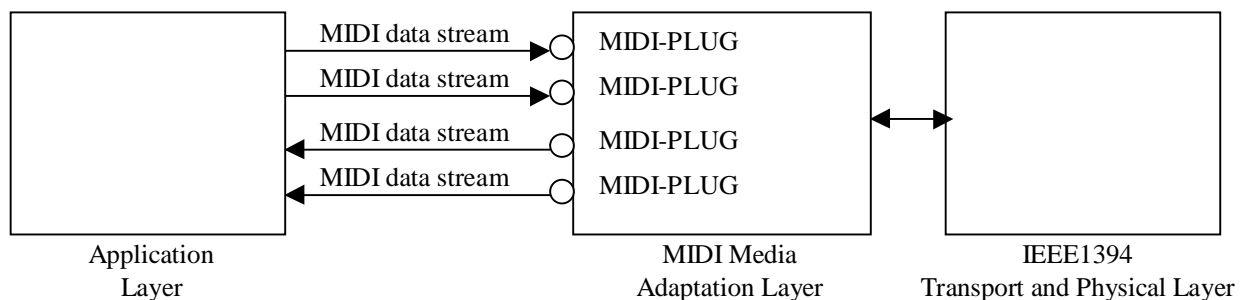 MIDI data stream
MIDI-PLUG
MIDI data stream
MIDI-PLUG
MIDI data stream
MIDI-PLUG
MIDI data stream
MIDI-PLUG
Application
Layer
MIDI Media
Adaptation Layer
IEEE1394
Transport and Physical Layer